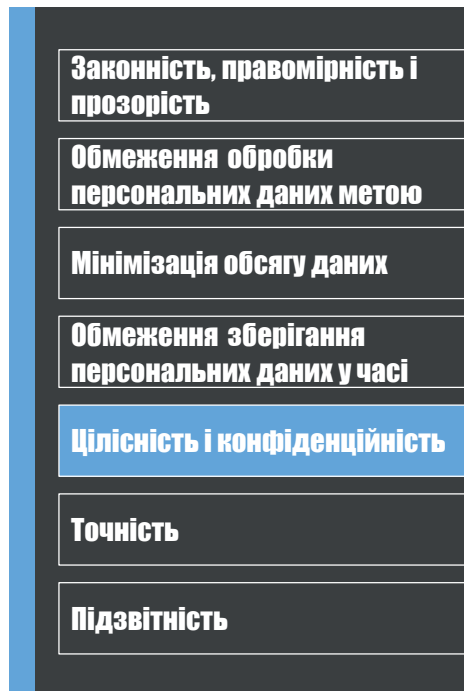 Законність, правомірність і
прозорість
Обмеження обробки
персональних даних метою
Мінімізація обсягу даних
Обмеження зберігання
персональних даних у часі
Цілісність і конфіденційність
Точність
Підзвітність